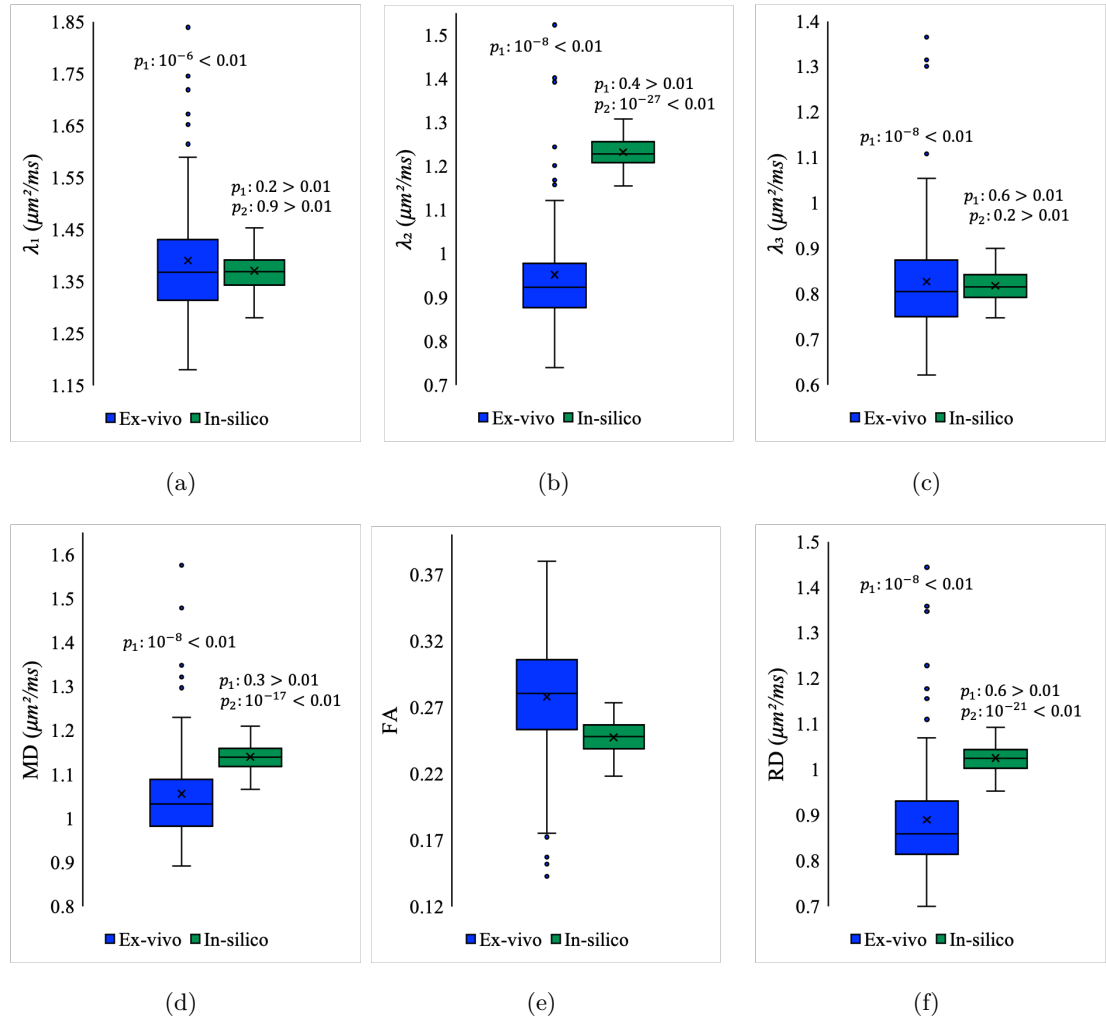 λ₁ (μm²/ms)
1.85
1.75
1.65
1.55
1.45
1.35
1.25
1.15
p₁: 10⁻⁶ < 0.01
p₁: 0.2 > 0.01
p₂: 0.9 > 0.01
Ex-vivo In-silico
(a)
λ₂ (μm²/ms)
1.5
1.4
1.3
1.2
1.1
1
0.9
0.8
0.7
p₁: 10⁻⁸ < 0.01
p₁: 0.4 > 0.01
p₂: 10⁻²⁷ < 0.01
Ex-vivo In-silico
(b)
λ₃ (μm²/ms)
1.4
1.3
1.2
1.1
1
0.9
0.8
0.7
0.6
p₁: 10⁻⁸ < 0.01
p₁: 0.6 > 0.01
p₂: 0.2 > 0.01
Ex-vivo In-silico
(c)
MD (μm²/ms)
1.6
1.5
1.4
1.3
1.2
1.1
1
0.9
0.8
p₁: 10⁻⁸ < 0.01
p₁: 0.3 > 0.01
p₂: 10⁻¹⁷ < 0.01
Ex-vivo In-silico
(d)
FA
0.37
0.32
0.27
0.22
0.17
0.12
Ex-vivo In-silico
(e)
RD (μm²/ms)
1.5
1.4
1.3
1.2
1.1
1
0.9
0.8
0.7
p₁: 10⁻⁸ < 0.01
p₁: 0.6 > 0.01
p₂: 10⁻²¹ < 0.01
Ex-vivo In-silico
(f)